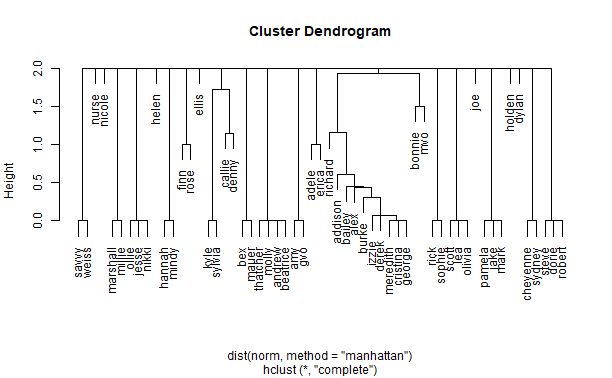 Cluster Dendrogram
Height
2.0
1.5
1.0
0.5
0.0
savvy
weiss
nurse
nicole
marshall
millie
ollie
jesse
nikki
helen
hannah
mindy
finn
rose
ellis
kyle
sylvia
callie
denny
bex
mauer
thatcher
molly
andrew
beatrice
amy
gvo
adele
erica
richard
addison
bailey
alex
burke
izzie
derek
meredith
cristina
george
bonnie
mvo
rick
sophie
scott
lea
olivia
joe
pamela
jake
mark
holden
dylan
cheyenne
sydney
steve
dorie
robert
dist(norm, method = "manhattan")
hclust (*, "complete")